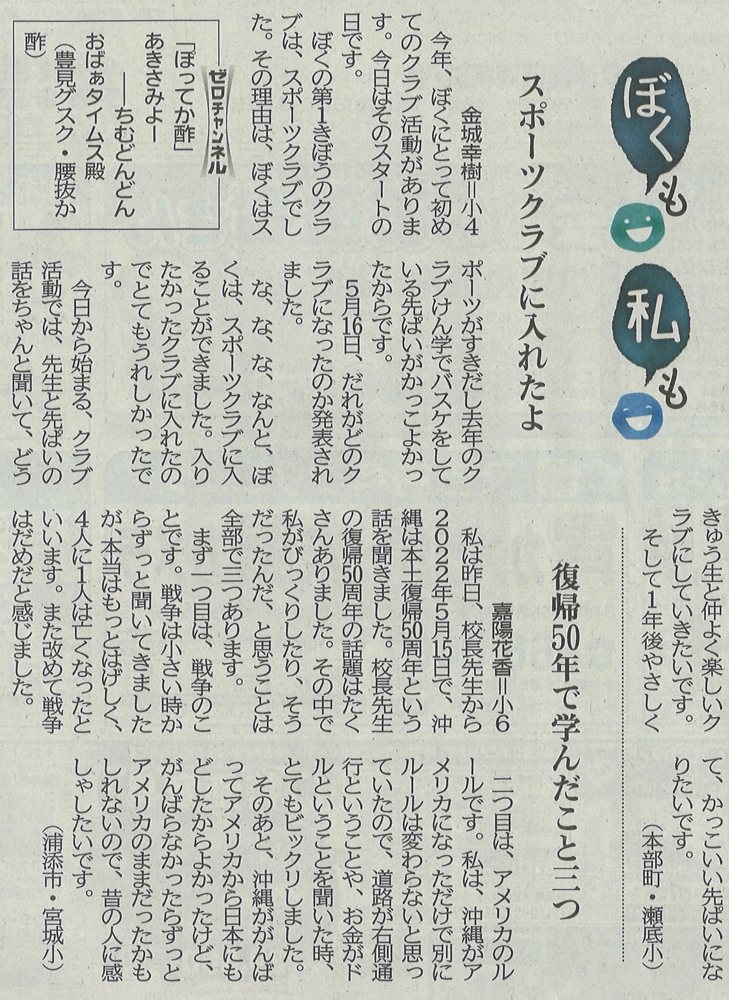 ぼくも
私も
スポーツクラブに入れたよ
金城幸樹=小4
今年、ぼくにとって初め
てのクラブ活動がありま
す。今日はそのスタートの
日です。
ぼくの第1きぼうのクラ
ブは、スポーツクラブでし
た。その理由は、ぼくはス
ポーツがすきだし去年のク
ラブけん学でバスケをして
いる先ぱいがかっこよかっ
たからです。
5月16日、だれがどのク
ラブになったのか発表され
ました。
な、な、な、なんと、ぼ
くは、スポーツクラブに入
ることができました。入り
たかったクラブに入れたの
でとてもうれしかったで
す。
今日から始まる、クラブ
活動では、先生と先ぱいの
話をちゃんと聞いて、どう
きゅう生と仲よく楽しいク
ラブにしていきたいです。
そして1年後やさしく
て、かっこいい先ぱいにな
りたいです。
(本部町・瀬底小)
ゼロチャンネル
「ぽってか酢」
あきさみよー
――ちむどんどん
おばぁタイムス殿
(豊見グスク・腰抜か
酢)
復帰50年で学んだこと三つ
嘉陽花香=小6
私は昨日、校長先生から
2022年5月15日で、沖
縄は本土復帰50周年という
話を聞きました。校長先生
の復帰50周年の話題はたく
さんありました。その中で
私がびっくりしたり、そう
だったんだ、と思うことは
全部で三つあります。
まず一つ目は、戦争のこ
とです。戦争は小さい時か
らずっと聞いてきました
が、本当はもっとはげしく、
4人に1人は亡くなったと
いいます。また改めて戦争
はだめだと感じました。
二つ目は、アメリカのル
ールです。私は、沖縄がア
メリカになっただけで別に
ルールは変わらないと思っ
ていたので、道路が右側通
行ということや、お金がド
ルということを聞いた時、
とてもビックリしました。
そのあと、沖縄ががんば
ってアメリカから日本にも
どしたからよかったけど、
がんばらなかったらずっと
アメリカのままだったかも
しれないので、昔の人に感
しゃしたいです。
(浦添市・宮城小)